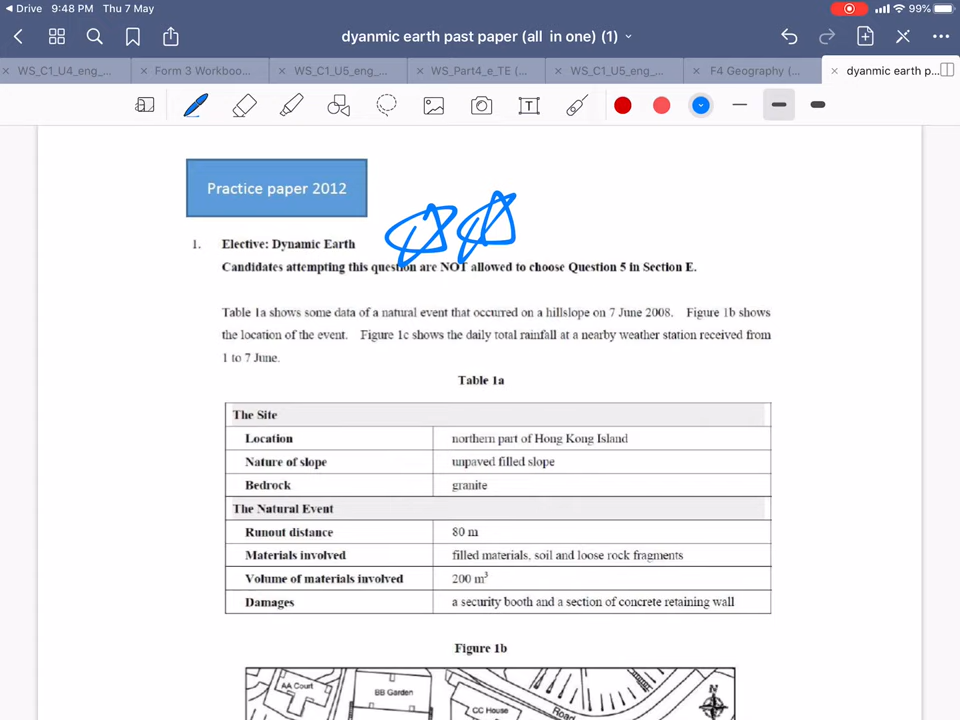 Drive 9:48 PM Thu 7 May 99%
dyanmic earth past paper (all in one) (1)
WS_C1_U4_eng_... Form 3 Workboo... WS_C1_U5_eng_... WS_Part4_e_TE (... WS_C1_U5_eng_... F4 Geography (... dyanmic earth p...
T
Practice paper 2012
1. Elective: Dynamic Earth
Candidates attempting this question are NOT allowed to choose Question 5 in Section E.
Table 1a shows some data of a natural event that occurred on a hillslope on 7 June 2008. Figure 1b shows
the location of the event. Figure 1c shows the daily total rainfall at a nearby weather station received from
1 to 7 June.
Table 1a
The Site
Location northern part of Hong Kong Island
Nature of slope unpaved filled slope
Bedrock granite
The Natural Event
Runout distance 80 m
Materials involved filled materials, soil and loose rock fragments
Volume of materials involved 200 m³
Damages a security booth and a section of concrete retaining wall
Figure 1b
AA Court
BB Garden
CC House
Road
N